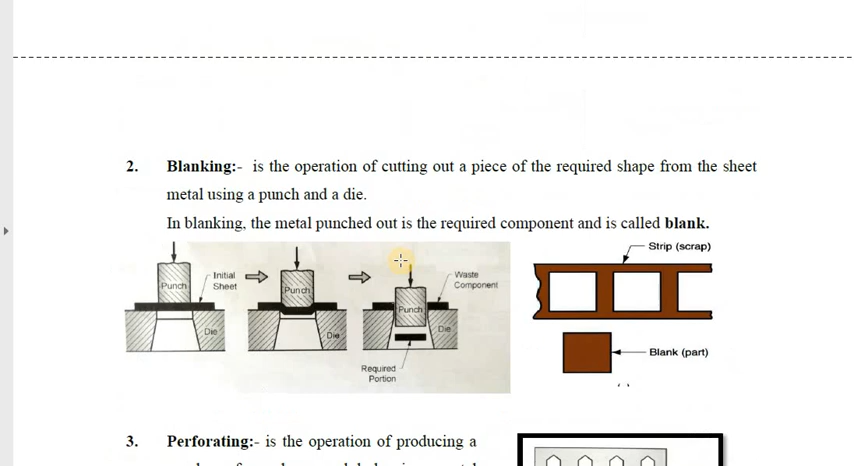 2. Blanking:- is the operation of cutting out a piece of the required shape from the sheet
metal using a punch and a die.
In blanking, the metal punched out is the required component and is called blank.
Punch
Initial
Sheet
Die
Punch
Die
Punch
Waste
Component
Die
Required
Portion
Strip (scrap)
Blank (part)
3. Perforating:- is the operation of producing a